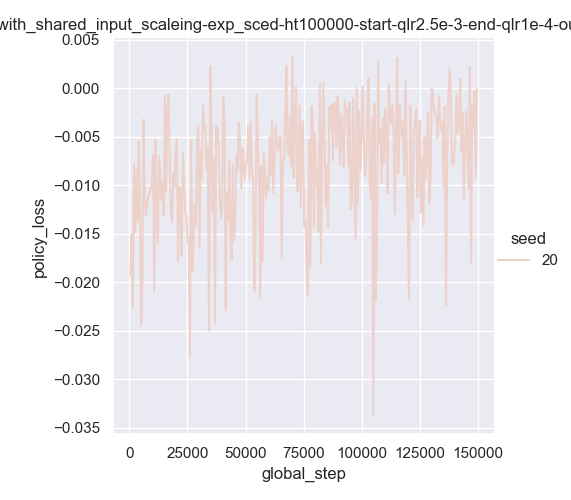 with_shared_input_scaleing-exp_sced-ht100000-start-qlr2.5e-3-end-qlr1e-4-ou
0.005
0.000
−0.005
−0.010
−0.015
−0.020
−0.025
−0.030
−0.035
policy_loss
0 25000 50000 75000 100000 125000 150000
global_step
seed
20